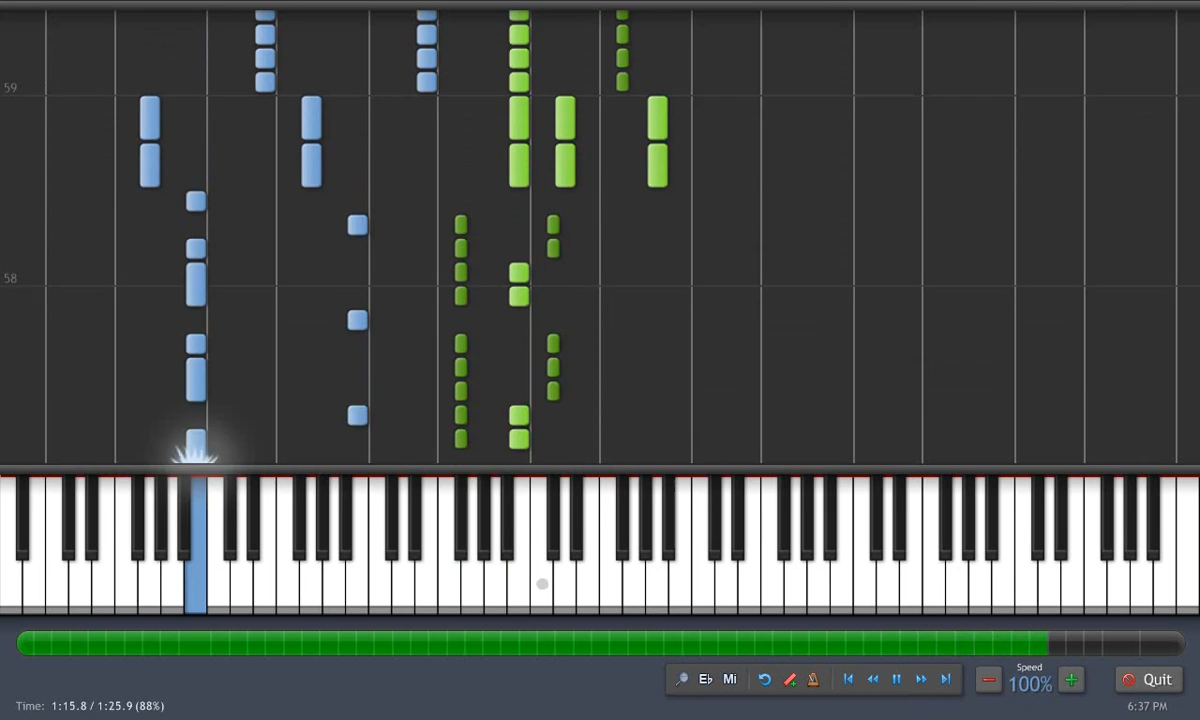 59
58
E♭ Mi
Speed
100%
Quit
Time: 1:15.8 / 1:25.9 (88%)
6:37 PM